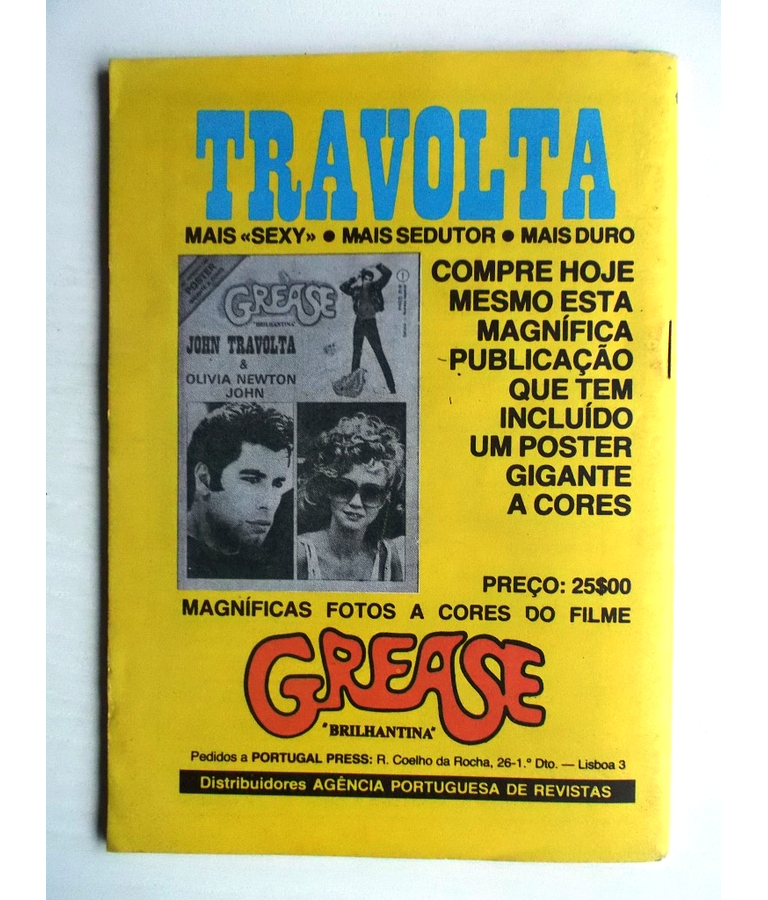 TRAVOLTA
MAIS «SEXY» ● MAIS SEDUTOR ● MAIS DURO
POSTER
GREASE
"BRILHANTINA"
JOHN TRAVOLTA
&
OLIVIA NEWTON
JOHN
COMPRE HOJE
MESMO ESTA
MAGNÍFICA
PUBLICAÇÃO
QUE TEM
INCLUÍDO
UM POSTER
GIGANTE
A CORES
PREÇO: 25$00
MAGNÍFICAS FOTOS A CORES DO FILME
GREASE
"BRILHANTINA"
Pedidos a PORTUGAL PRESS: R. Coelho da Rocha, 26-1.º Dto. — Lisboa 3
Distribuidores AGÊNCIA PORTUGUESA DE REVISTAS